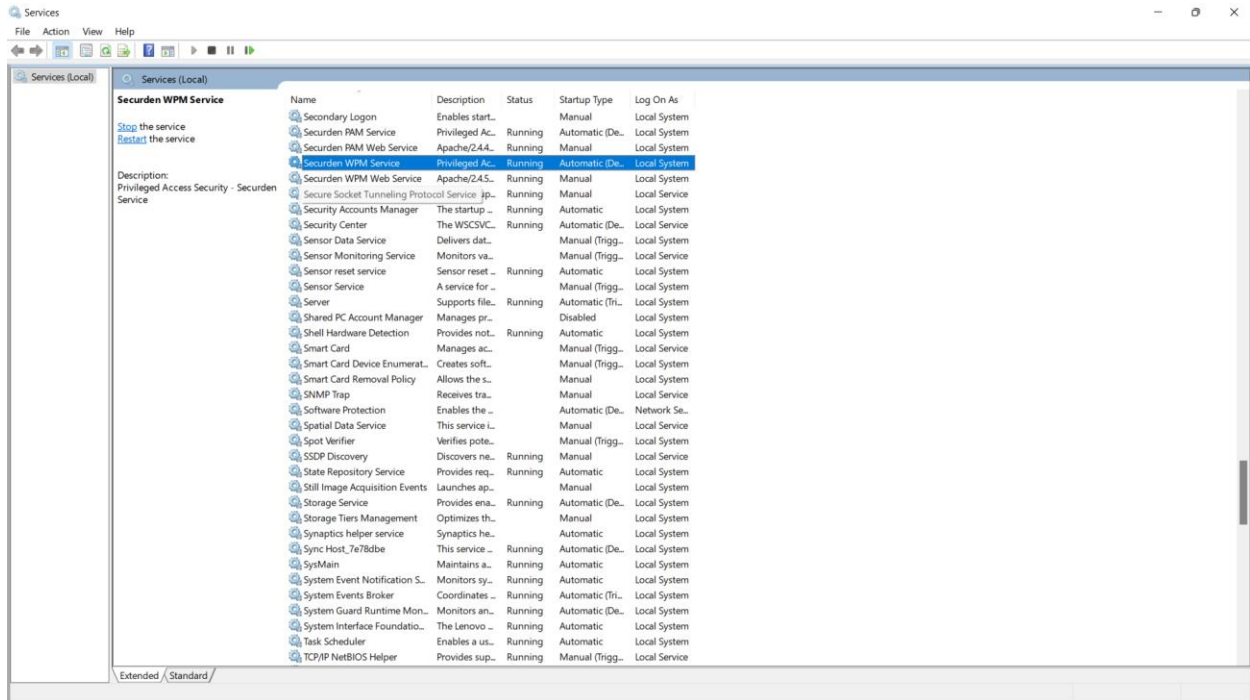 Services
File Action View Help
Services (Local)
Services (Local)
Securden WPM Service
Stop the service
Restart the service
Description:
Privileged Access Security - Securden
Service
Name Description Status Startup Type Log On As
Secondary Logon Enables start... Manual Local System
Securden PAM Service Privileged Ac... Running Automatic (De... Local System
Securden PAM Web Service Apache/2.4.4... Running Manual Local System
Securden WPM Service Privileged Ac... Running Automatic (De... Local System
Securden WPM Web Service Apache/2.4.5... Running Manual Local System
Secure Socket Tunneling Protocol Service ip... Running Manual Local Service
Security Accounts Manager The startup ... Running Automatic Local System
Security Center The WSCSVC... Running Automatic (De... Local Service
Sensor Data Service Delivers dat... Manual (Trigg... Local System
Sensor Monitoring Service Monitors va... Manual (Trigg... Local Service
Sensor reset service Sensor reset ... Running Automatic Local System
Sensor Service A service for ... Manual (Trigg... Local System
Server Supports file... Running Automatic (Tri... Local System
Shared PC Account Manager Manages pr... Disabled Local System
Shell Hardware Detection Provides not... Running Automatic Local System
Smart Card Manages ac... Manual (Trigg... Local Service
Smart Card Device Enumerat... Creates soft... Manual (Trigg... Local System
Smart Card Removal Policy Allows the s... Manual Local System
SNMP Trap Receives tra... Manual Local Service
Software Protection Enables the ... Automatic (De... Network Se...
Spatial Data Service This service i... Manual Local Service
Spot Verifier Verifies pote... Manual (Trigg... Local System
SSDP Discovery Discovers ne... Running Manual Local Service
State Repository Service Provides req... Running Automatic Local System
Still Image Acquisition Events Launches ap... Manual Local System
Storage Service Provides ena... Running Automatic (De... Local System
Storage Tiers Management Optimizes th... Manual Local System
Synaptics helper service Synaptics he... Automatic Local System
Sync Host_7e78dbe This service ... Running Automatic (De... Local System
SysMain Maintains a... Running Automatic Local System
System Event Notification S... Monitors sy... Running Automatic Local System
System Events Broker Coordinates ... Running Automatic (Tri... Local System
System Guard Runtime Mon... Monitors an... Running Automatic (De... Local System
System Interface Foundatio... The Lenovo ... Running Automatic Local System
Task Scheduler Enables a us... Running Automatic Local System
TCP/IP NetBIOS Helper Provides sup... Running Manual (Trigg... Local Service
Extended Standard